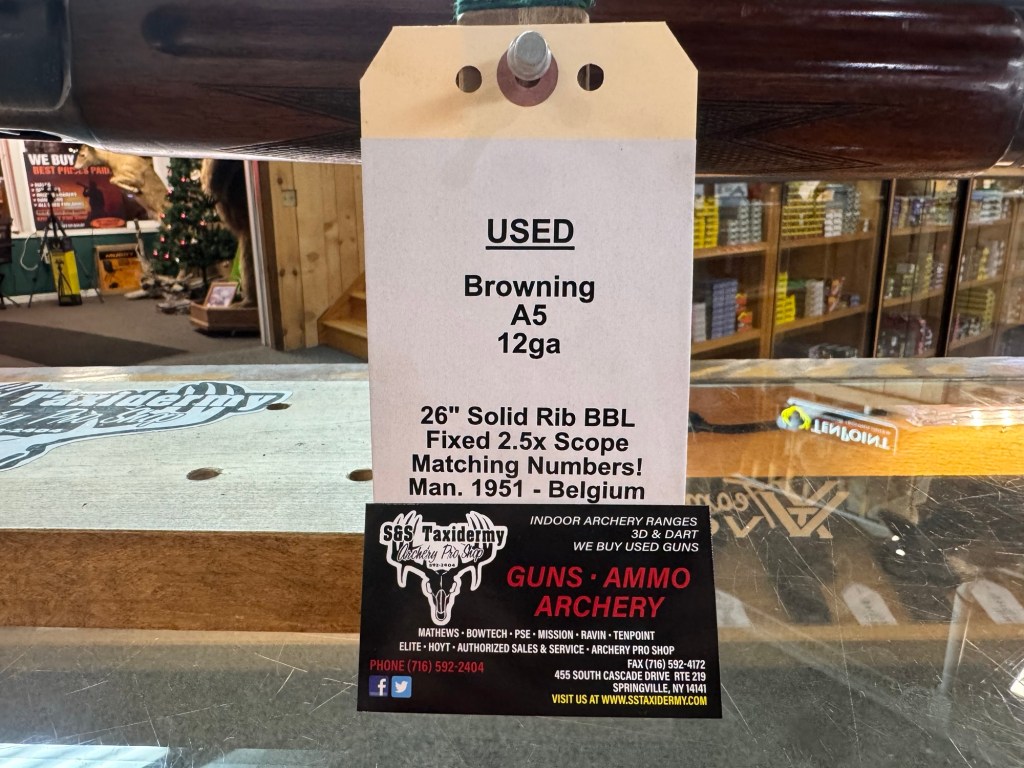 WE BUY
BEST PRICES PAID
USED
Browning
A5
12ga
26" Solid Rib BBL
Fixed 2.5x Scope
Matching Numbers!
Man. 1951 - Belgium
Taxidermy
TENPOINT
S&S Taxidermy
Archery Pro Shop
592-2404
INDOOR ARCHERY RANGES
3D & DART
WE BUY USED GUNS
GUNS · AMMO
ARCHERY
MATHEWS · BOWTECH · PSE · MISSION · RAVIN · TENPOINT
ELITE · HOYT · AUTHORIZED SALES & SERVICE · ARCHERY PRO SHOP
PHONE (716) 592-2404
FAX (716) 592-4172
455 SOUTH CASCADE DRIVE RTE 219
SPRINGVILLE, NY 14141
VISIT US AT WWW.SSTAXIDERMY.COM